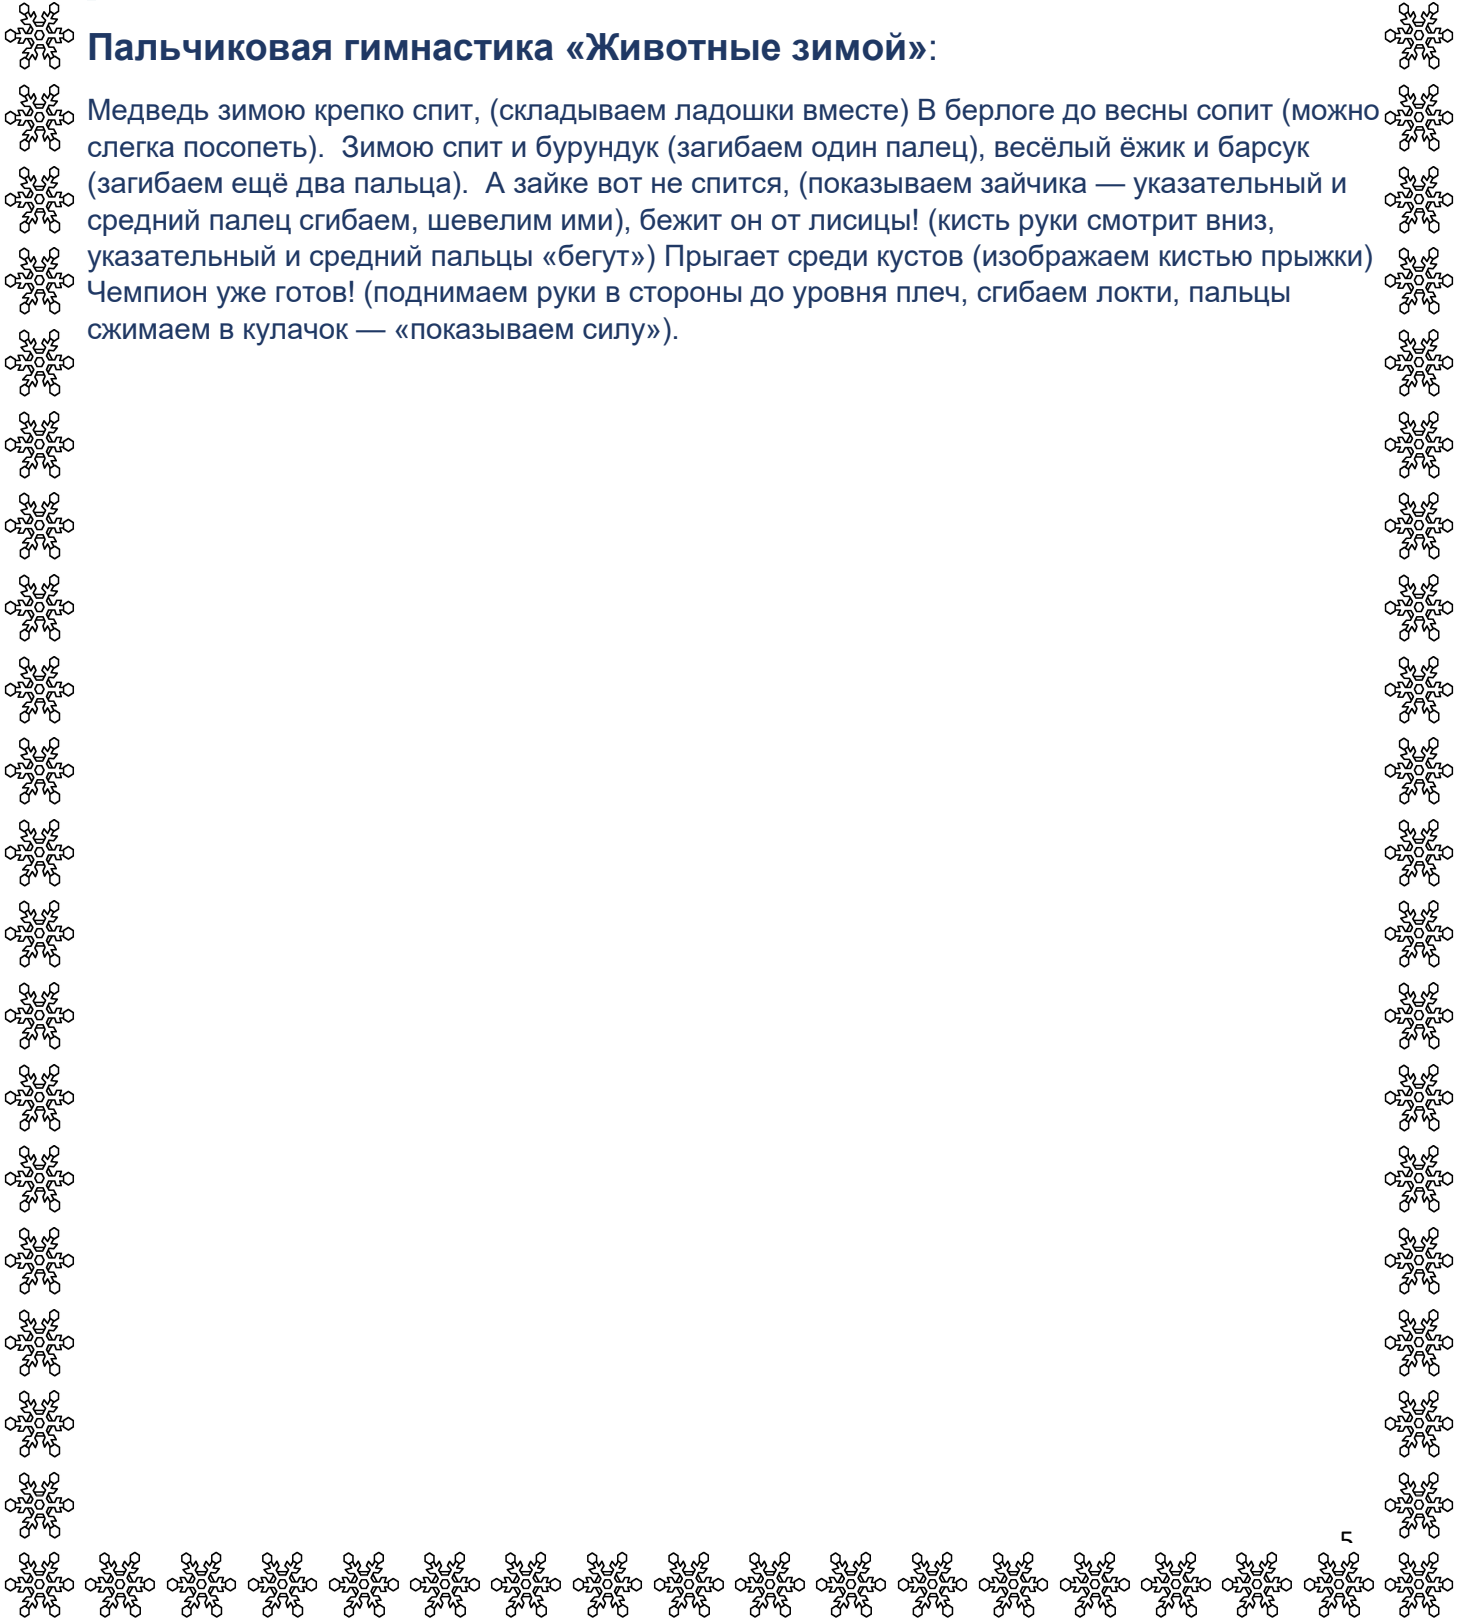 Пальчиковая гимнастика «Животные зимой»:
Медведь зимою крепко спит, (складываем ладошки вместе) В берлоге до весны сопит (можно
слегка посопеть).  Зимою спит и бурундук (загибаем один палец), весёлый ёжик и барсук
(загибаем ещё два пальца).  А зайке вот не спится, (показываем зайчика — указательный и
средний палец сгибаем, шевелим ими), бежит он от лисицы! (кисть руки смотрит вниз,
указательный и средний пальцы «бегут») Прыгает среди кустов (изображаем кистью прыжки)
Чемпион уже готов! (поднимаем руки в стороны до уровня плеч, сгибаем локти, пальцы
сжимаем в кулачок — «показываем силу»).
5